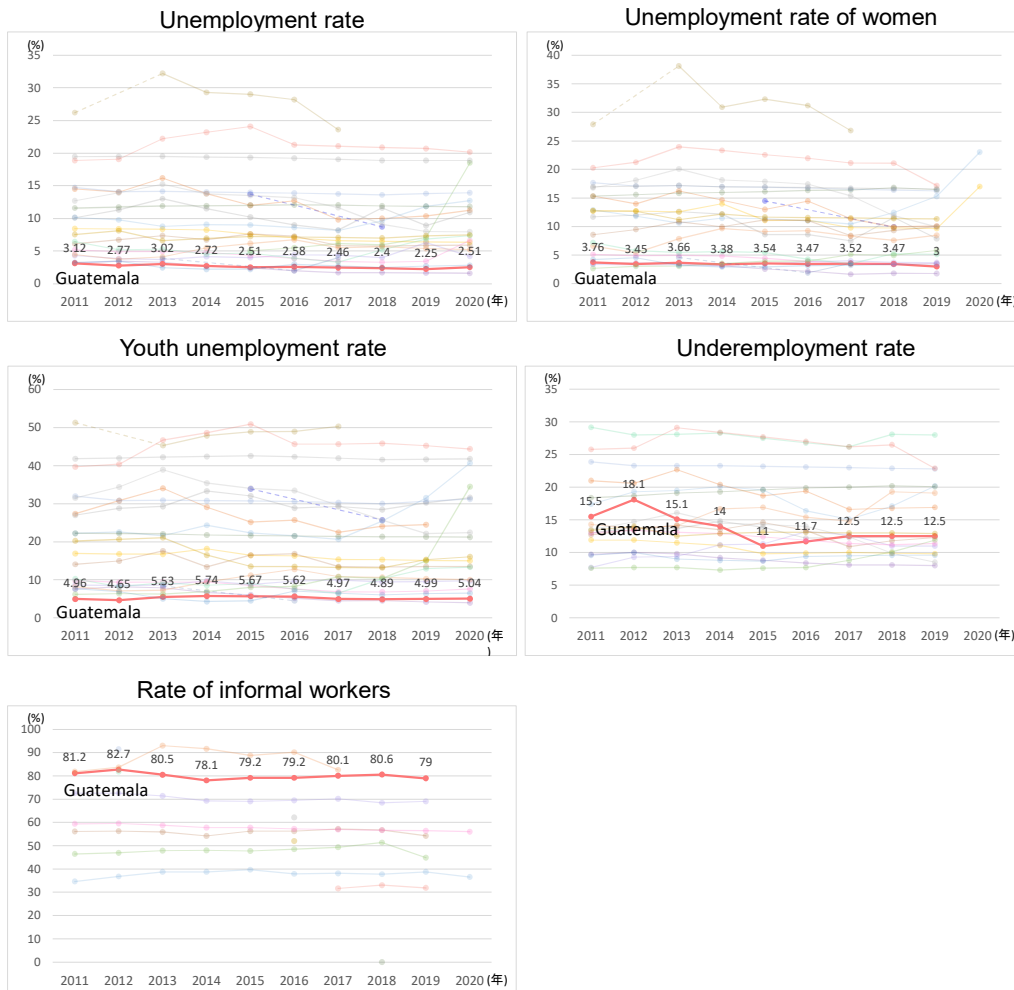 Unemployment rate
(%)
35
30
25
20
15
10
5
0
3.12 2.77 3.02 2.72 2.51 2.58 2.46 2.4 2.25 2.51
Guatemala
2011 2012 2013 2014 2015 2016 2017 2018 2019 2020 (年)
Unemployment rate of women
(%)
40
35
30
25
20
15
10
5
0
3.76 3.45 3.66 3.38 3.54 3.47 3.52 3.47 3
Guatemala
2011 2012 2013 2014 2015 2016 2017 2018 2019 2020 (年)
Youth unemployment rate
(%)
60
50
40
30
20
10
0
4.96 4.65 5.53 5.74 5.67 5.62 4.97 4.89 4.99 5.04
Guatemala
2011 2012 2013 2014 2015 2016 2017 2018 2019 2020 (年
)
Underemployment rate
(%)
35
30
25
20
15
10
5
0
15.5 18.1 15.1 14 11 11.7 12.5 12.5 12.5
Guatemala
2011 2012 2013 2014 2015 2016 2017 2018 2019 (年)
Rate of informal workers
(%)
100
90
80
70
60
50
40
30
20
10
0
81.2 82.7 80.5 78.1 79.2 79.2 80.1 80.6 79
Guatemala
2011 2012 2013 2014 2015 2016 2017 2018 2019 2020 (年)